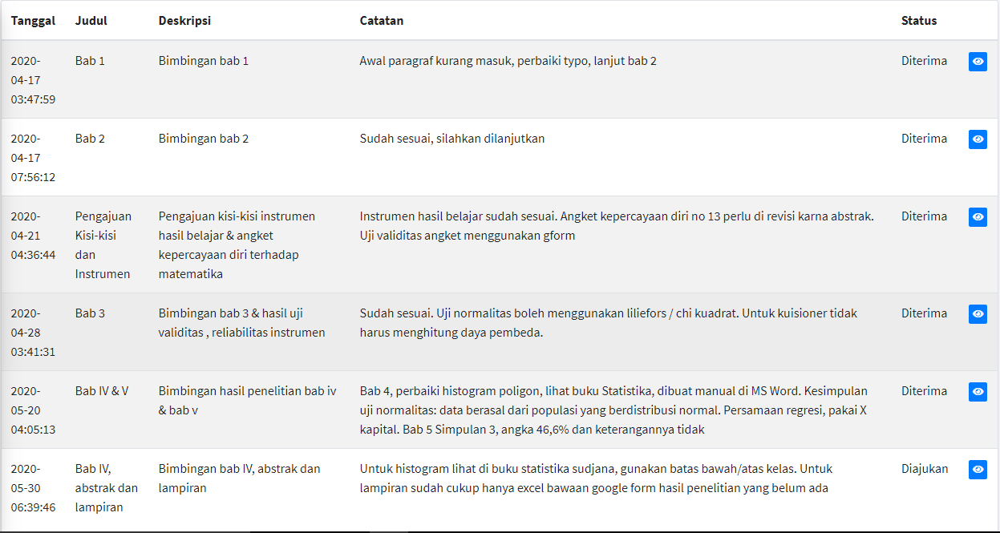 Tanggal Judul Deskripsi Catatan Status
2020-04-17 03:47:59 Bab 1 Bimbingan bab 1 Awal paragraf kurang masuk, perbaiki typo, lanjut bab 2 Diterima
2020-04-17 07:56:12 Bab 2 Bimbingan bab 2 Sudah sesuai, silahkan dilanjutkan Diterima
2020- Pengajuan Pengajuan kisi-kisi instrumen Instrumen hasil belajar sudah sesuai. Angket kepercayaan diri no 13 perlu di revisi karna abstrak. Diterima
04-21 Kisi-kisi hasil belajar & angket Uji validitas angket menggunakan gform
04:36:44 dan kepercayaan diri terhadap
Instrumen matematika
2020- Bab 3 Bimbingan bab 3 & hasil uji Sudah sesuai. Uji normalitas boleh menggunakan liliefors / chi kuadrat. Untuk kuisioner tidak Diterima
04-28 validitas , reliabilitas instrumen harus menghitung daya pembeda.
03:41:31
2020- Bab IV & V Bimbingan hasil penelitian bab iv Bab 4, perbaiki histogram poligon, lihat buku Statistika, dibuat manual di MS Word. Kesimpulan Diterima
05-20 & bab v uji normalitas: data berasal dari populasi yang berdistribusi normal. Persamaan regresi, pakai X
04:05:13 kapital. Bab 5 Simpulan 3, angka 46,6% dan keterangannya tidak
2020- Bab IV, Bimbingan bab IV, abstrak dan Untuk histogram lihat di buku statistika sudjana, gunakan batas bawah/atas kelas. Untuk Diajukan
05-30 abstrak dan lampiran lampiran sudah cukup hanya excel bawaan google form hasil penelitian yang belum ada
06:39:46 lampiran